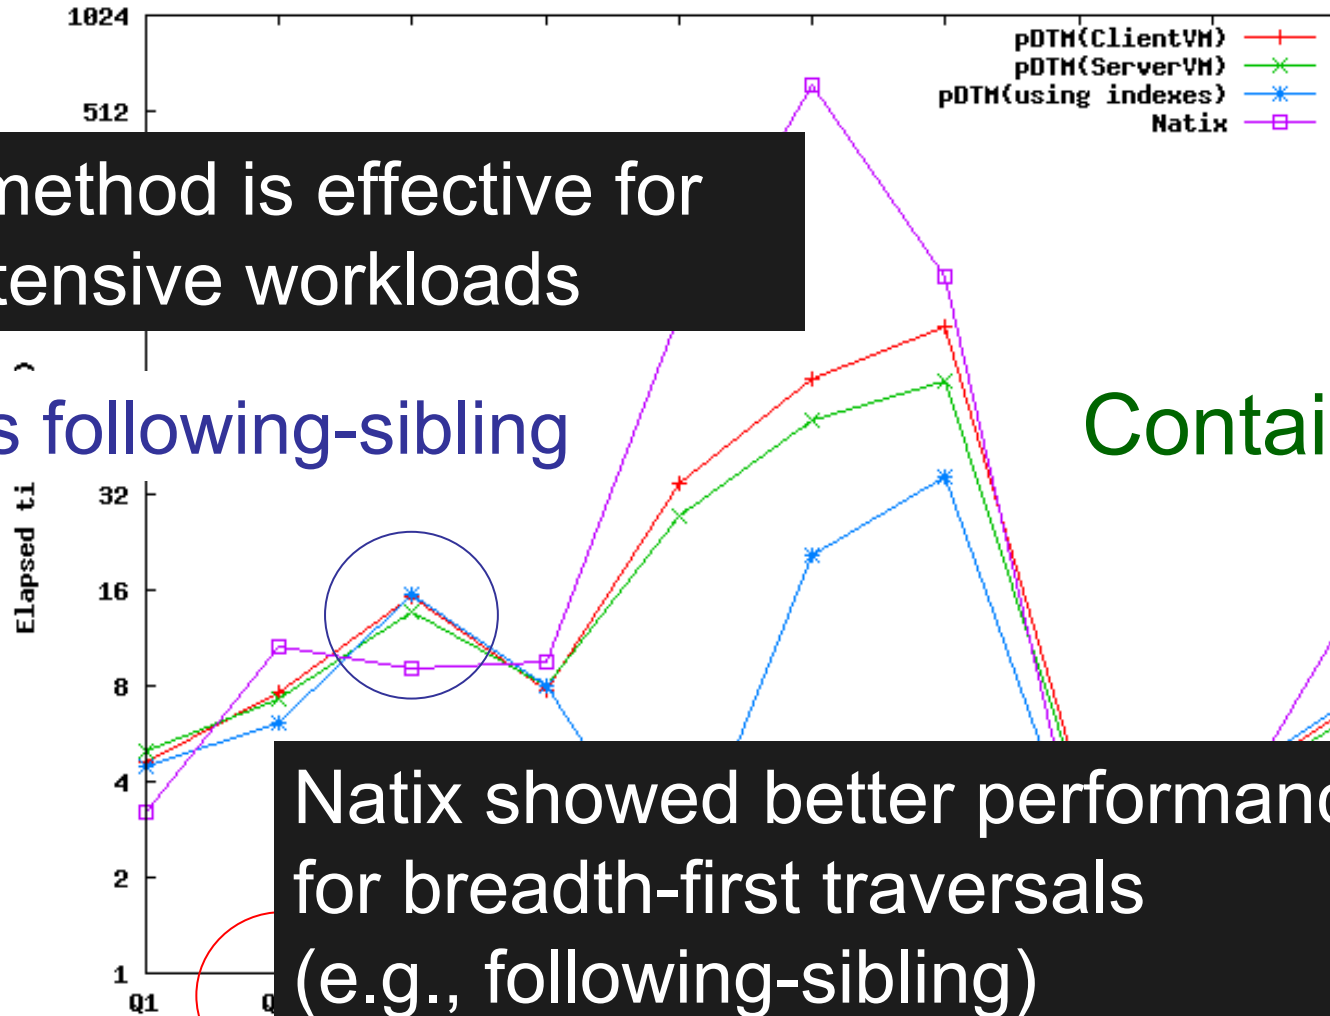 1024
pDTM(ClientVM)
pDTM(ServerVM)
512
pDTM(using indexes)
Natix
method is effective for
tensive workloads
)
s following-sibling
Contai
32
Elapsed ti
16
8
4
Natix showed better performanc
for breadth-first traversals
2
(e.g., following-sibling)
1
Q1